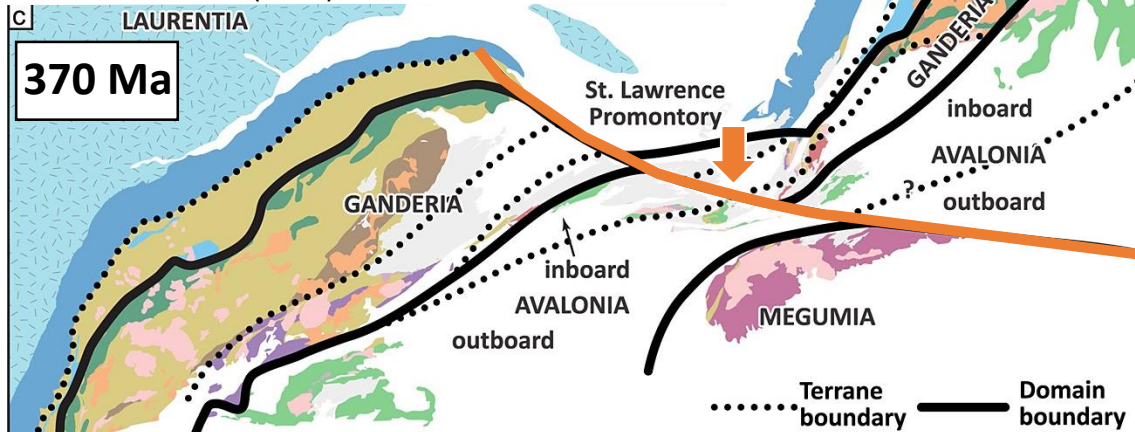 C
LAURENTIA
370 Ma
St. Lawrence
Promontory
GANDERIA
inboard
AVALONIA
outboard
?
GANDERIA
inboard
AVALONIA
outboard
MEGUMIA
Terrane
boundary
Domain
boundary